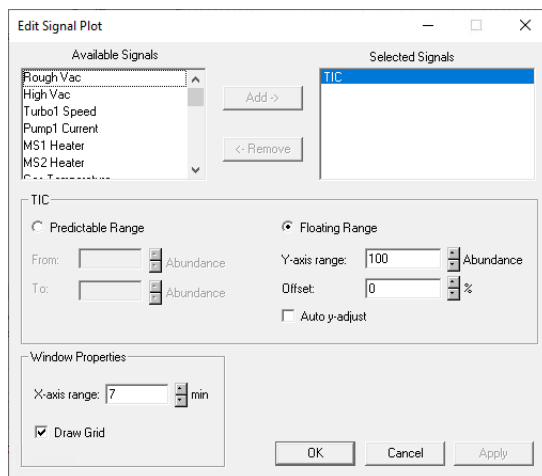 Edit Signal Plot
Available Signals
Selected Signals
Rough Vac
High Vac
Turbo1 Speed
Pump1 Current
MS1 Heater
MS2 Heater
Add ->
<- Remove
TIC
TIC
Predictable Range
From: Abundance
To: Abundance
Floating Range
Y-axis range: 100 Abundance
Offset: 0 %
Auto y-adjust
Window Properties
X-axis range: 7 min
Draw Grid
OK
Cancel
Apply